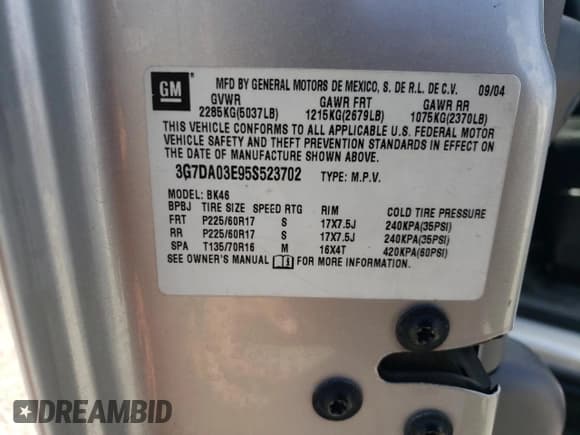 GM
MFD BY GENERAL MOTORS DE MEXICO, S. DE R.L. DE C.V. 09/04
GVWR GAWR FRT GAWR RR
2285KG(5037LB) 1215KG(2679LB) 1075KG(2370LB)
THIS VEHICLE CONFORMS TO ALL APPLICABLE U.S. FEDERAL MOTOR
VEHICLE SAFETY AND THEFT PREVENTION STANDARDS IN EFFECT ON
THE DATE OF MANUFACTURE SHOWN ABOVE.
3G7DA03E95S523702 TYPE: M.P.V.
MODEL: BK46
BPBJ TIRE SIZE SPEED RTG RIM COLD TIRE PRESSURE
FRT P225/60R17 S 17X7.5J 240KPA(35PSI)
RR P225/60R17 S 17X7.5J 240KPA(35PSI)
SPA T135/70R16 M 16X4T 420KPA(60PSI)
SEE OWNER'S MANUAL FOR MORE INFORMATION.
DREAMBID